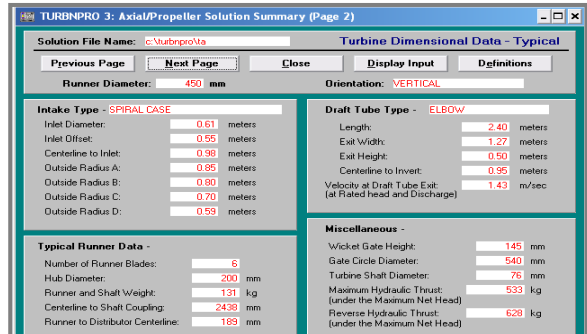 TURBNPRO 3: Axial/Propeller Solution Summary (Page 2)
Solution File Name: c:\turbnpro\ta Turbine Dimensional Data - Typical
Previous Page Next Page Close Display Input Definitions
Runner Diameter: 450 mm Orientation: VERTICAL
Intake Type - SPIRAL CASE
Inlet Diameter: 0.61 meters
Inlet Offset: 0.55 meters
Centerline to Inlet: 0.98 meters
Outside Radius A: 0.85 meters
Outside Radius B: 0.80 meters
Outside Radius C: 0.70 meters
Outside Radius D: 0.59 meters
Typical Runner Data -
Number of Runner Blades: 6
Hub Diameter: 200 mm
Runner and Shaft Weight: 131 kg
Centerline to Shaft Coupling: 2438 mm
Runner to Distributor Centerline: 189 mm
Draft Tube Type - ELBOW
Length: 2.40 meters
Exit Width: 1.27 meters
Exit Height: 0.50 meters
Centerline to Invert: 0.95 meters
Velocity at Draft Tube Exit: 1.43 m/sec
(at Rated head and Discharge)
Miscellaneous -
Wicket Gate Height: 145 mm
Gate Circle Diameter: 540 mm
Turbine Shaft Diameter: 76 mm
Maximum Hydraulic Thrust: 533 kg
(under the Maximum Net Head)
Reverse Hydraulic Thrust: 628 kg
(under the Maximum Net Head)